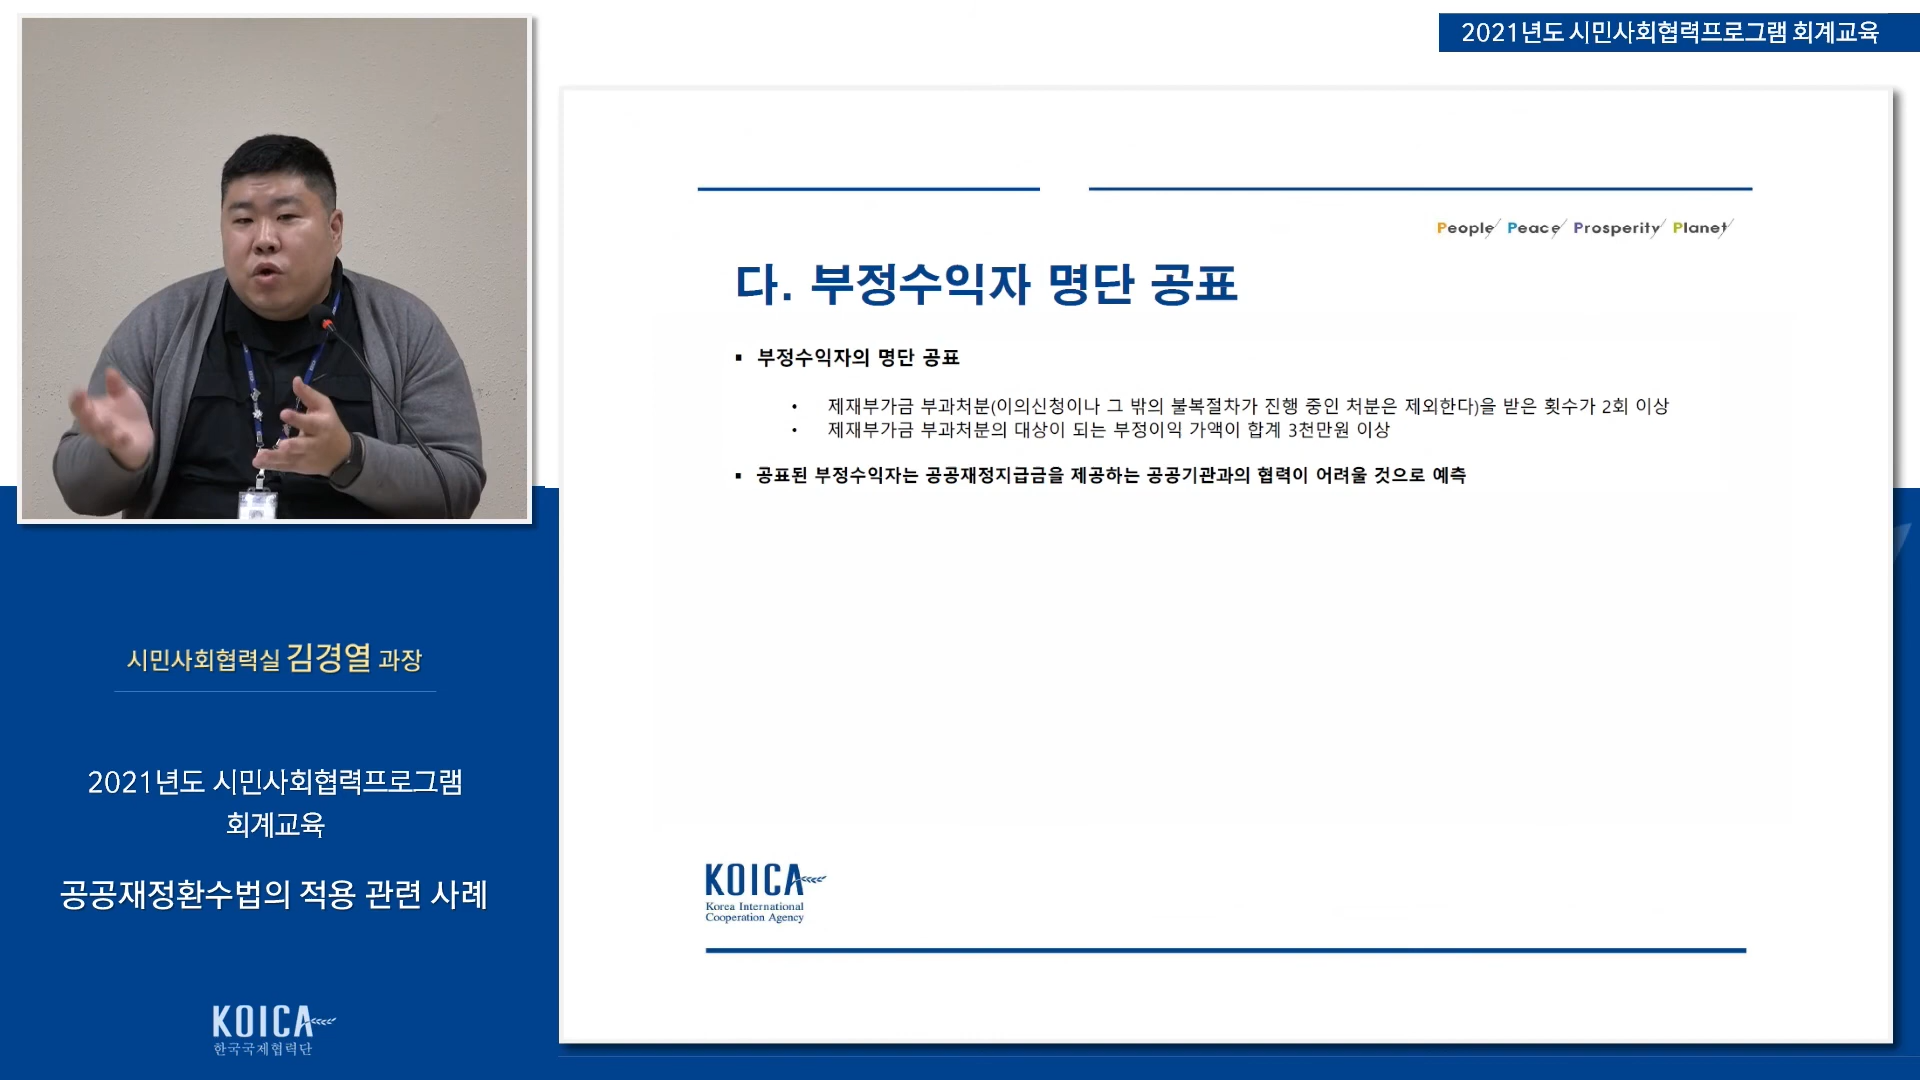 2021년도 시민사회협력프로그램 회계교육
People Peace Prosperity Planet
다. 부정수익자 명단 공표
▪ 부정수익자의 명단 공표
• 제재부가금 부과처분(이의신청이나 그 밖의 불복절차가 진행 중인 처분은 제외한다)을 받은 횟수가 2회 이상
• 제재부가금 부과처분의 대상이 되는 부정이익 가액이 합계 3천만원 이상
▪ 공표된 부정수익자는 공공재정지급금을 제공하는 공공기관과의 협력이 어려울 것으로 예측
KOICA
Korea International
Cooperation Agency
시민사회협력실 김경열 과장
2021년도 시민사회협력프로그램
회계교육
공공재정환수법의 적용 관련 사례
KOICA
한국국제협력단